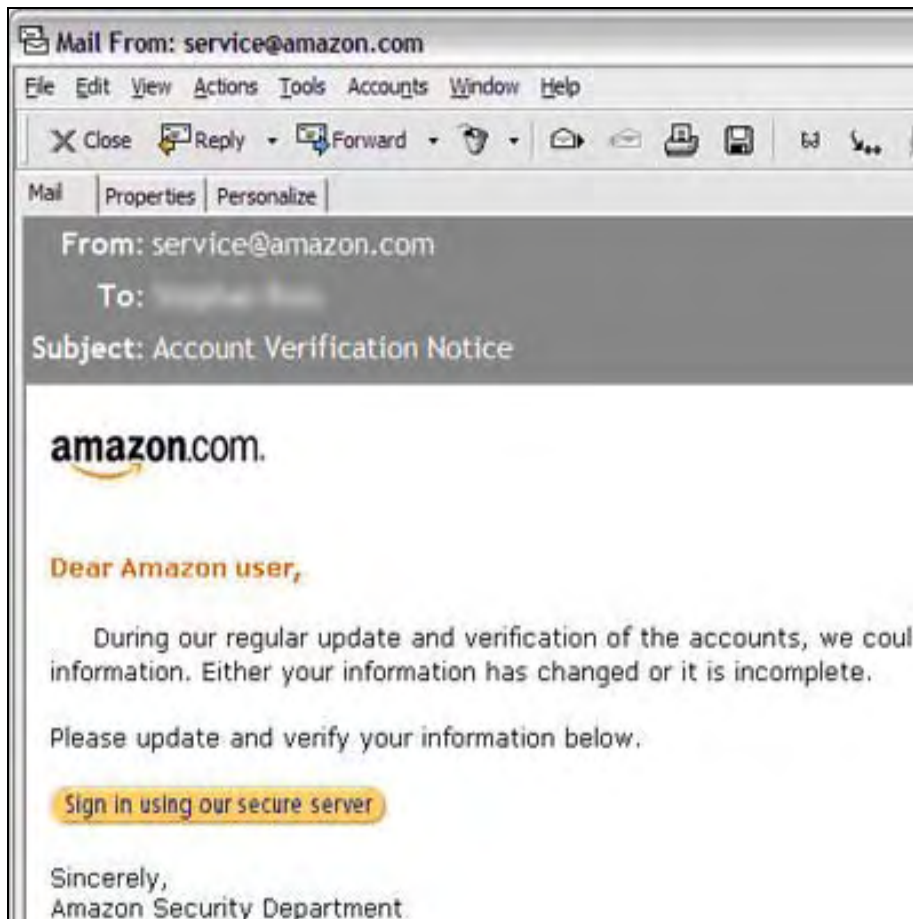 Mail From: service@amazon.com
File Edit View Actions Tools Accounts Window Help
Close Reply Forward
Mail Properties Personalize
From: service@amazon.com
To:
Subject: Account Verification Notice
amazon.com.
Dear Amazon user,
During our regular update and verification of the accounts, we coul
information. Either your information has changed or it is incomplete.
Please update and verify your information below.
Sign in using our secure server
Sincerely,
Amazon Security Department